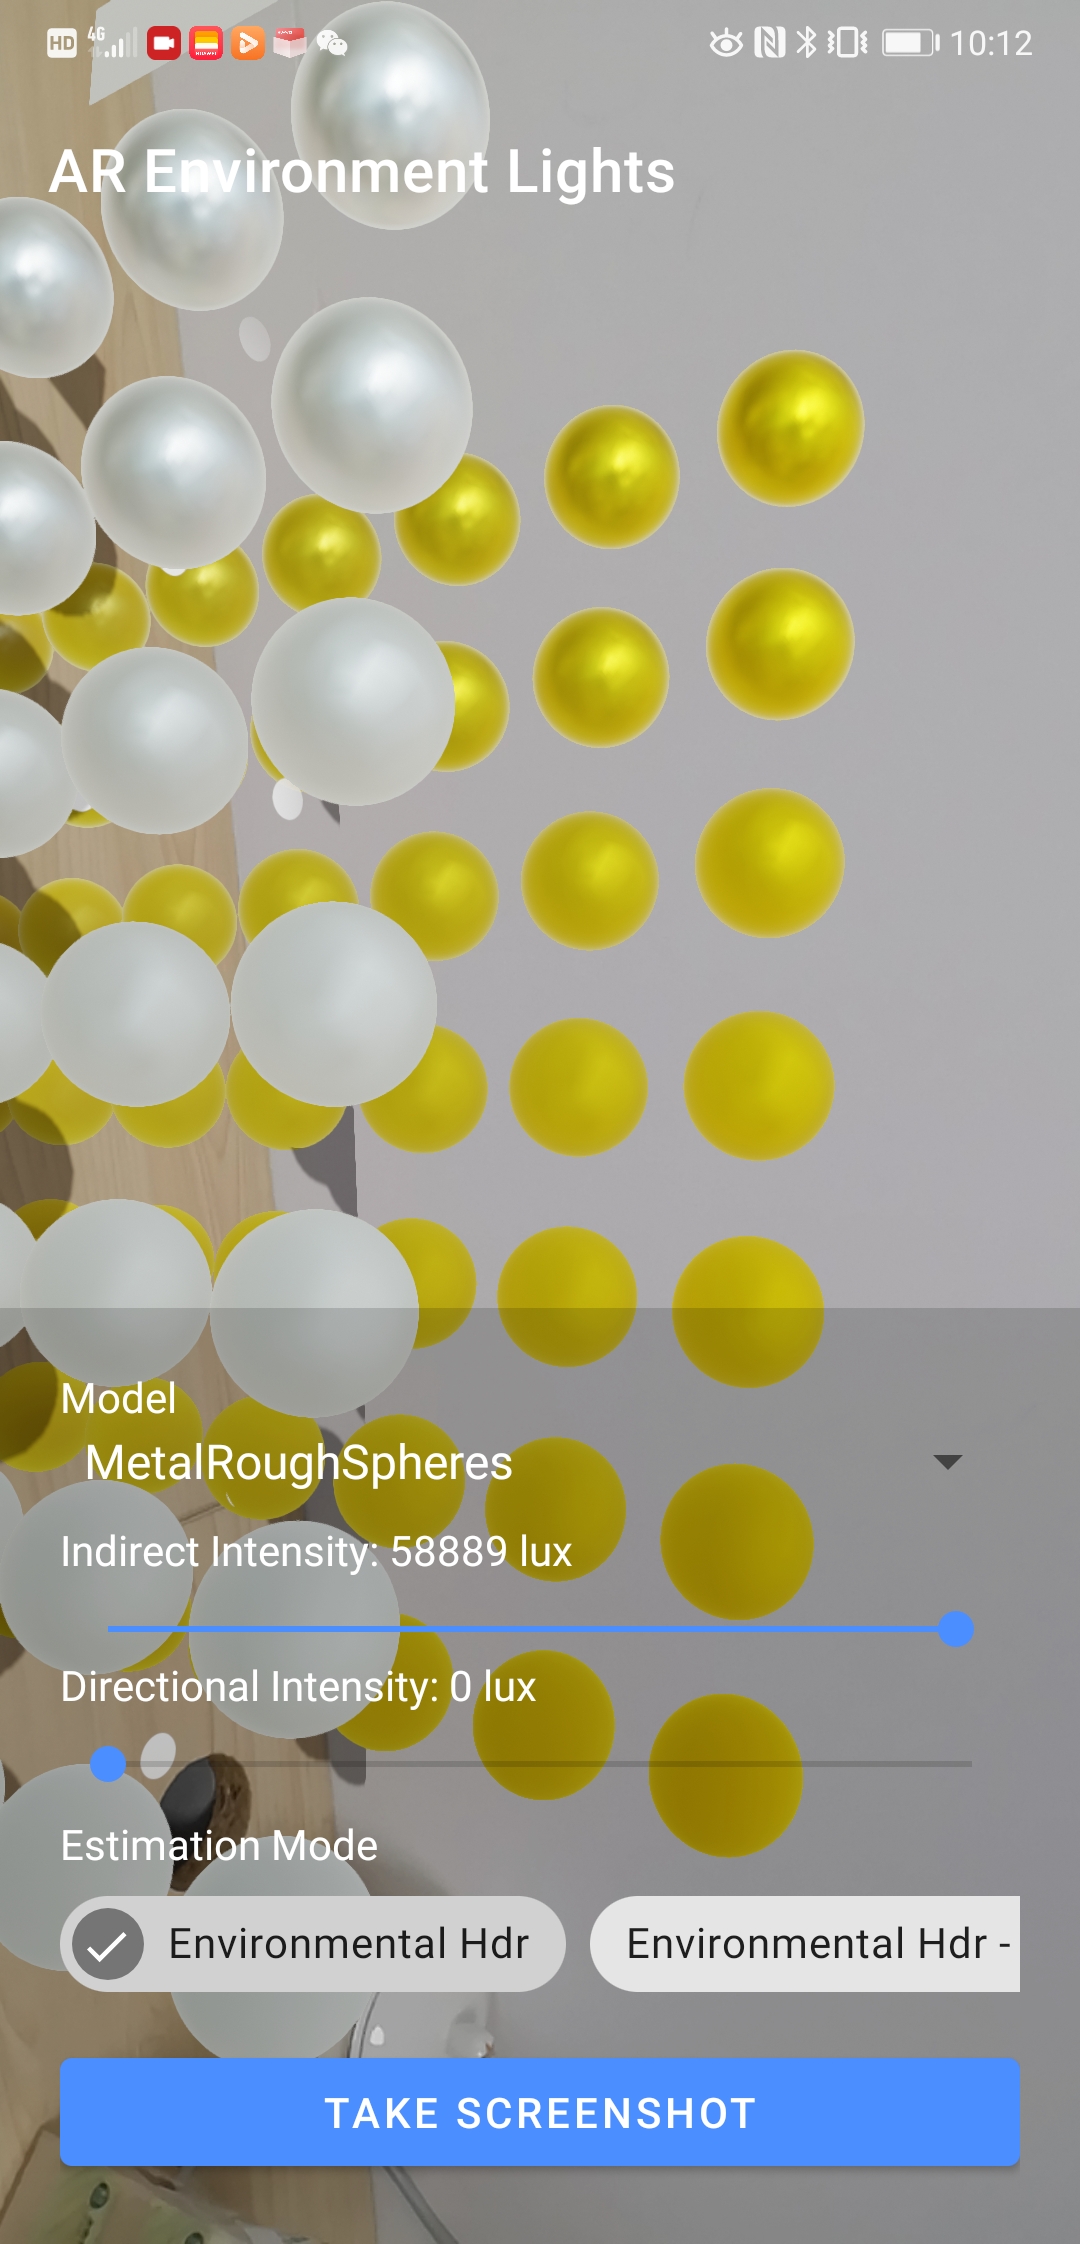 HD 4G 10:12
AR Environment Lights
Model
MetalRoughSpheres
Indirect Intensity: 58889 lux
Directional Intensity: 0 lux
Estimation Mode
Environmental Hdr Environmental Hdr -
TAKE SCREENSHOT